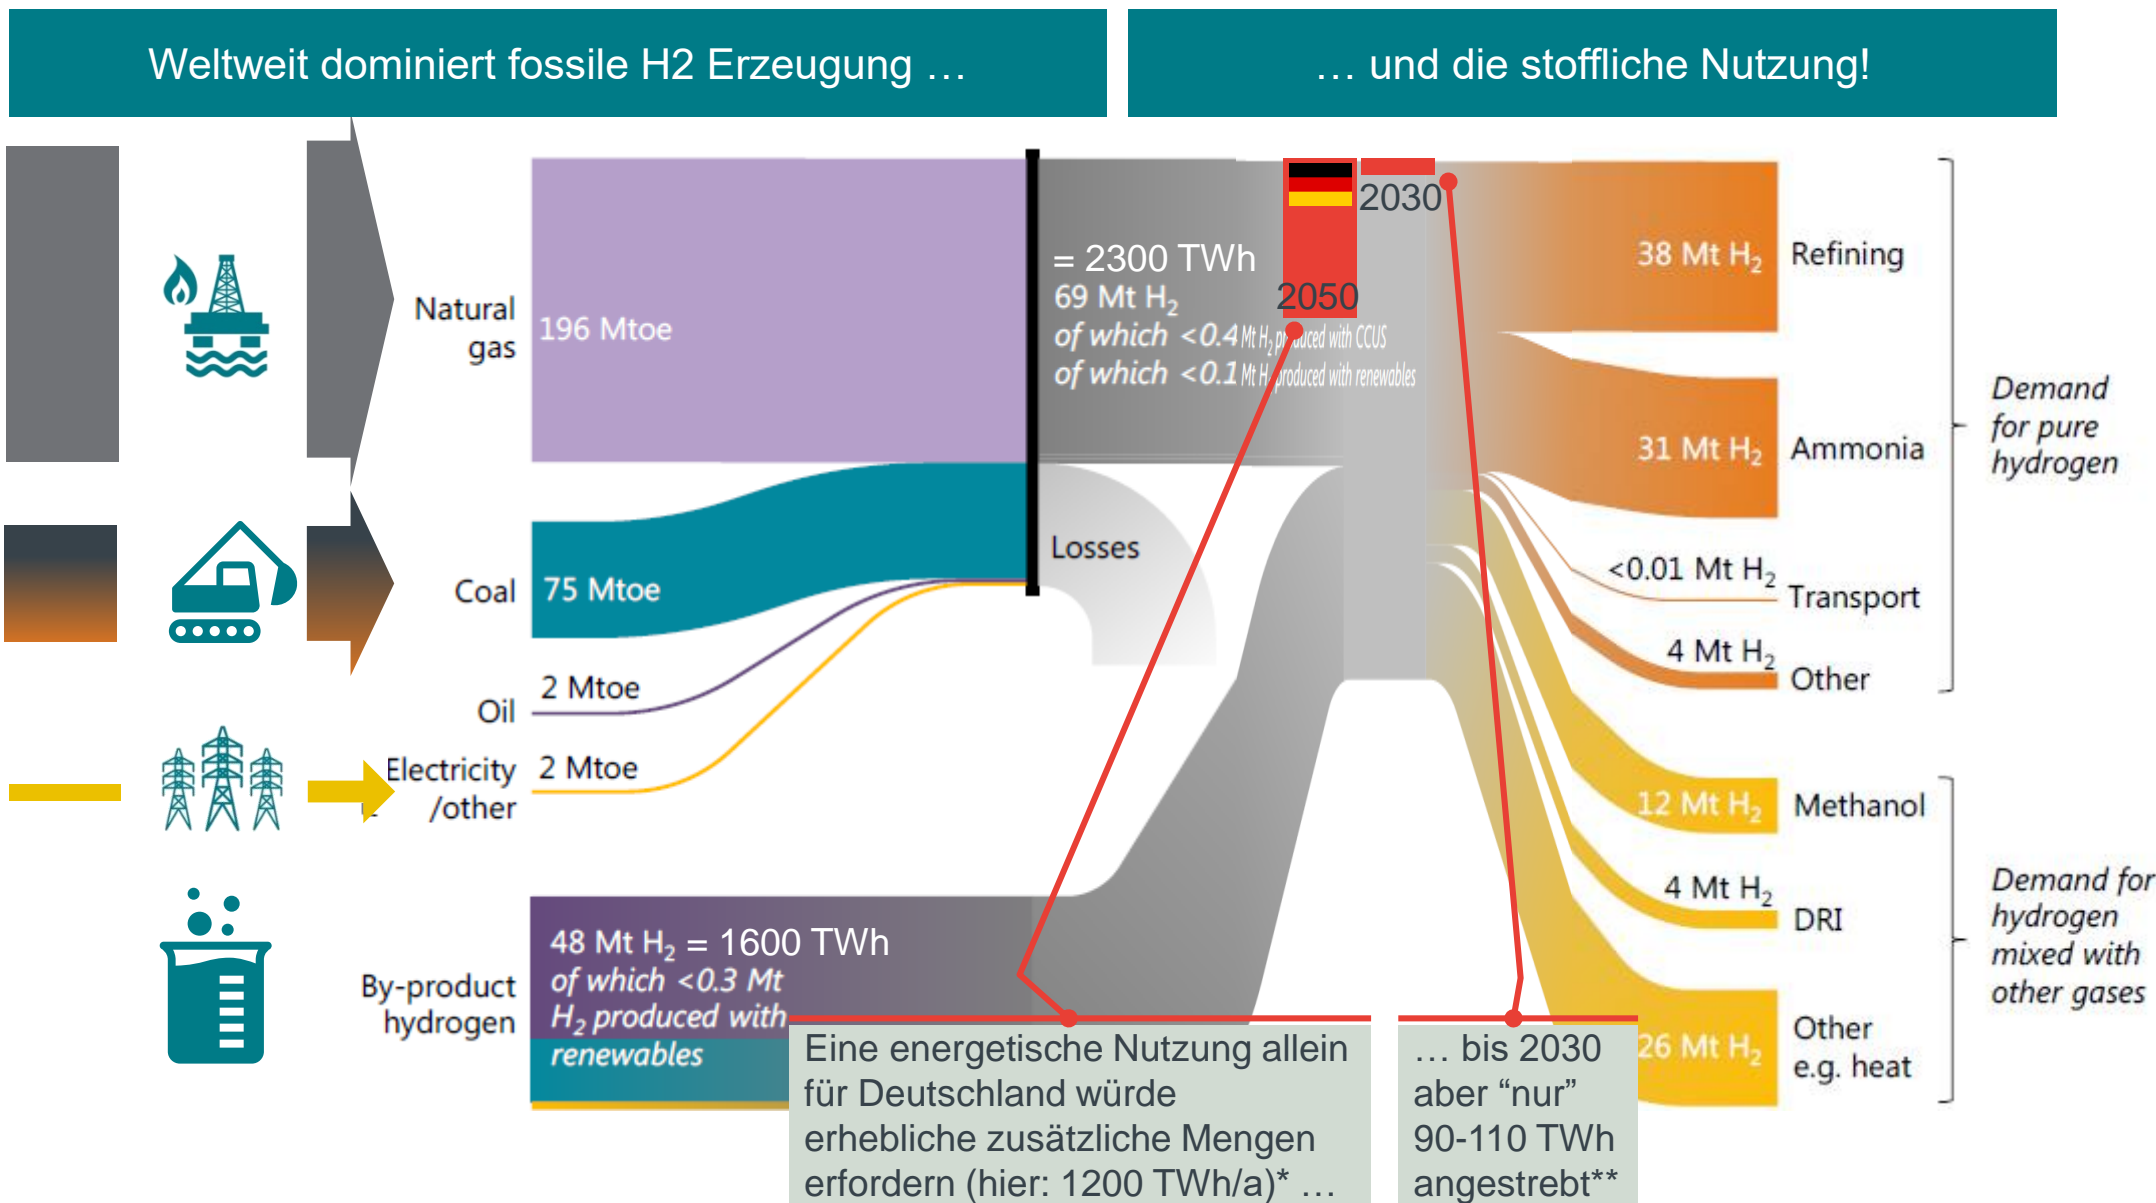 Weltweit dominiert fossile H2 Erzeugung …
… und die stoffliche Nutzung!
Natural
gas
196 Mtoe
Coal
75 Mtoe
Oil
2 Mtoe
Electricity
/other
2 Mtoe
By-product
hydrogen
48 Mt H₂ = 1600 TWh
of which <0.3 Mt
H₂ produced with
renewables
= 2300 TWh
69 Mt H₂
of which <0.4 Mt H₂ produced with CCUS
of which <0.1 Mt H₂ produced with renewables
Losses
2050
2030
38 Mt H₂
Refining
31 Mt H₂
Ammonia
<0.01 Mt H₂
Transport
4 Mt H₂
Other
Demand
for pure
hydrogen
12 Mt H₂
Methanol
4 Mt H₂
DRI
26 Mt H₂
Other
e.g. heat
Demand for
hydrogen
mixed with
other gases
Eine energetische Nutzung allein
für Deutschland würde
erhebliche zusätzliche Mengen
erfordern (hier: 1200 TWh/a)* …
… bis 2030
aber “nur”
90-110 TWh
angestrebt**